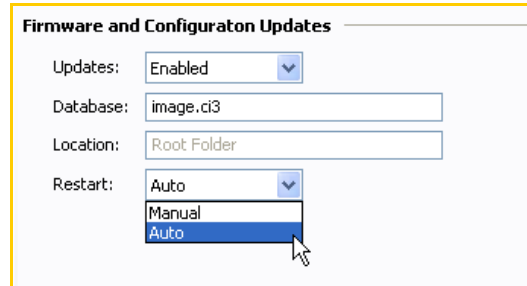 Firmware and Configuraton Updates
Updates: Enabled
Database: image.ci3
Location: Root Folder
Restart: Auto
Manual
Auto